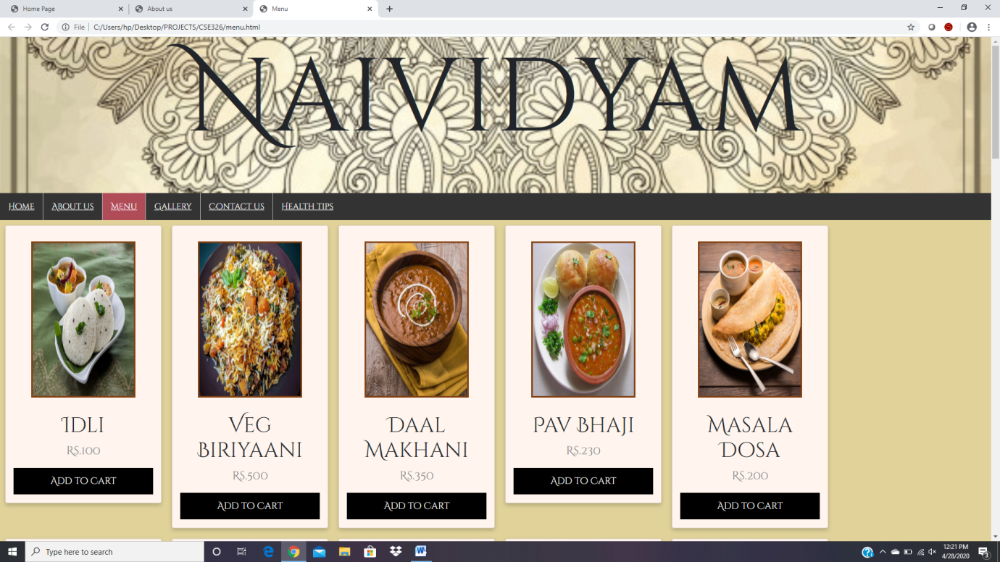 Home Page
About us
Menu
File
C:/Users/hp/Desktop/PROJECTS/CSE326/menu.html
NAIVIDYAM
HOME
ABOUT US
MENU
GALLERY
CONTACT US
HEALTH TIPS
IDLI
RS.100
ADD TO CART
VEG
BIRIYAANI
RS.500
ADD TO CART
DAAL
MAKHANI
RS.350
ADD TO CART
PAV BHAJI
RS.230
ADD TO CART
MASALA
DOSA
RS.200
ADD TO CART
Type here to search
12:21 PM
4/28/2020
3